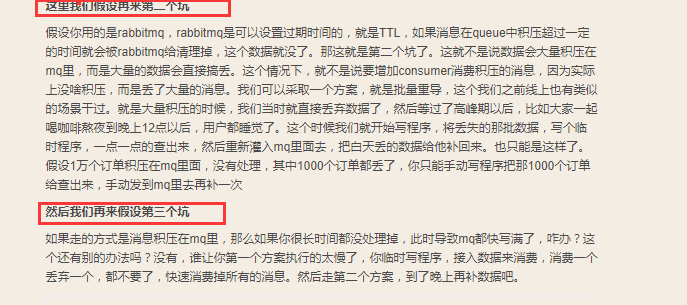 这里我们假设再来第二个坑
假设你用的是rabbitmq，rabbitmq是可以设置过期时间的，就是TTL，如果消息在queue中积压超过一定
的时间就会被rabbitmq给清理掉，这个数据就没了。那这就是第二个坑了。这就不是说数据会大量积压在
mq里，而是大量的数据会直接搞丢。这个情况下，就不是说要增加consumer消费积压的消息，因为实际
上没啥积压，而是丢了大量的消息。我们可以采取一个方案，就是批量重导，这个我们之前线上也有类似
的场景干过。就是大量积压的时候，我们当时就直接丢弃数据了，然后等过了高峰期以后，比如大家一起
喝咖啡熬夜到晚上12点以后，用户都睡觉了。这个时候我们就开始写程序，将丢失的那批数据，写个临
时程序，一点一点的查出来，然后重新灌入mq里面去，把白天丢的数据给他补回来。也只能是这样了。
假设1万个订单积压在mq里面，没有处理，其中1000个订单都丢了，你只能手动写程序把那1000个订单
给查出来，手动发到mq里去再补一次
然后我们再来假设第三个坑
如果走的方式是消息积压在mq里，那么如果你很长时间都没处理掉，此时导致mq都快写满了，咋办？这
个还有别的办法吗？没有，谁让你第一个方案执行的太慢了，你临时写程序，接入数据来消费，消费一个
丢弃一个，都不要了，快速消费掉所有的消息。然后走第二个方案，到了晚上再补数据吧。